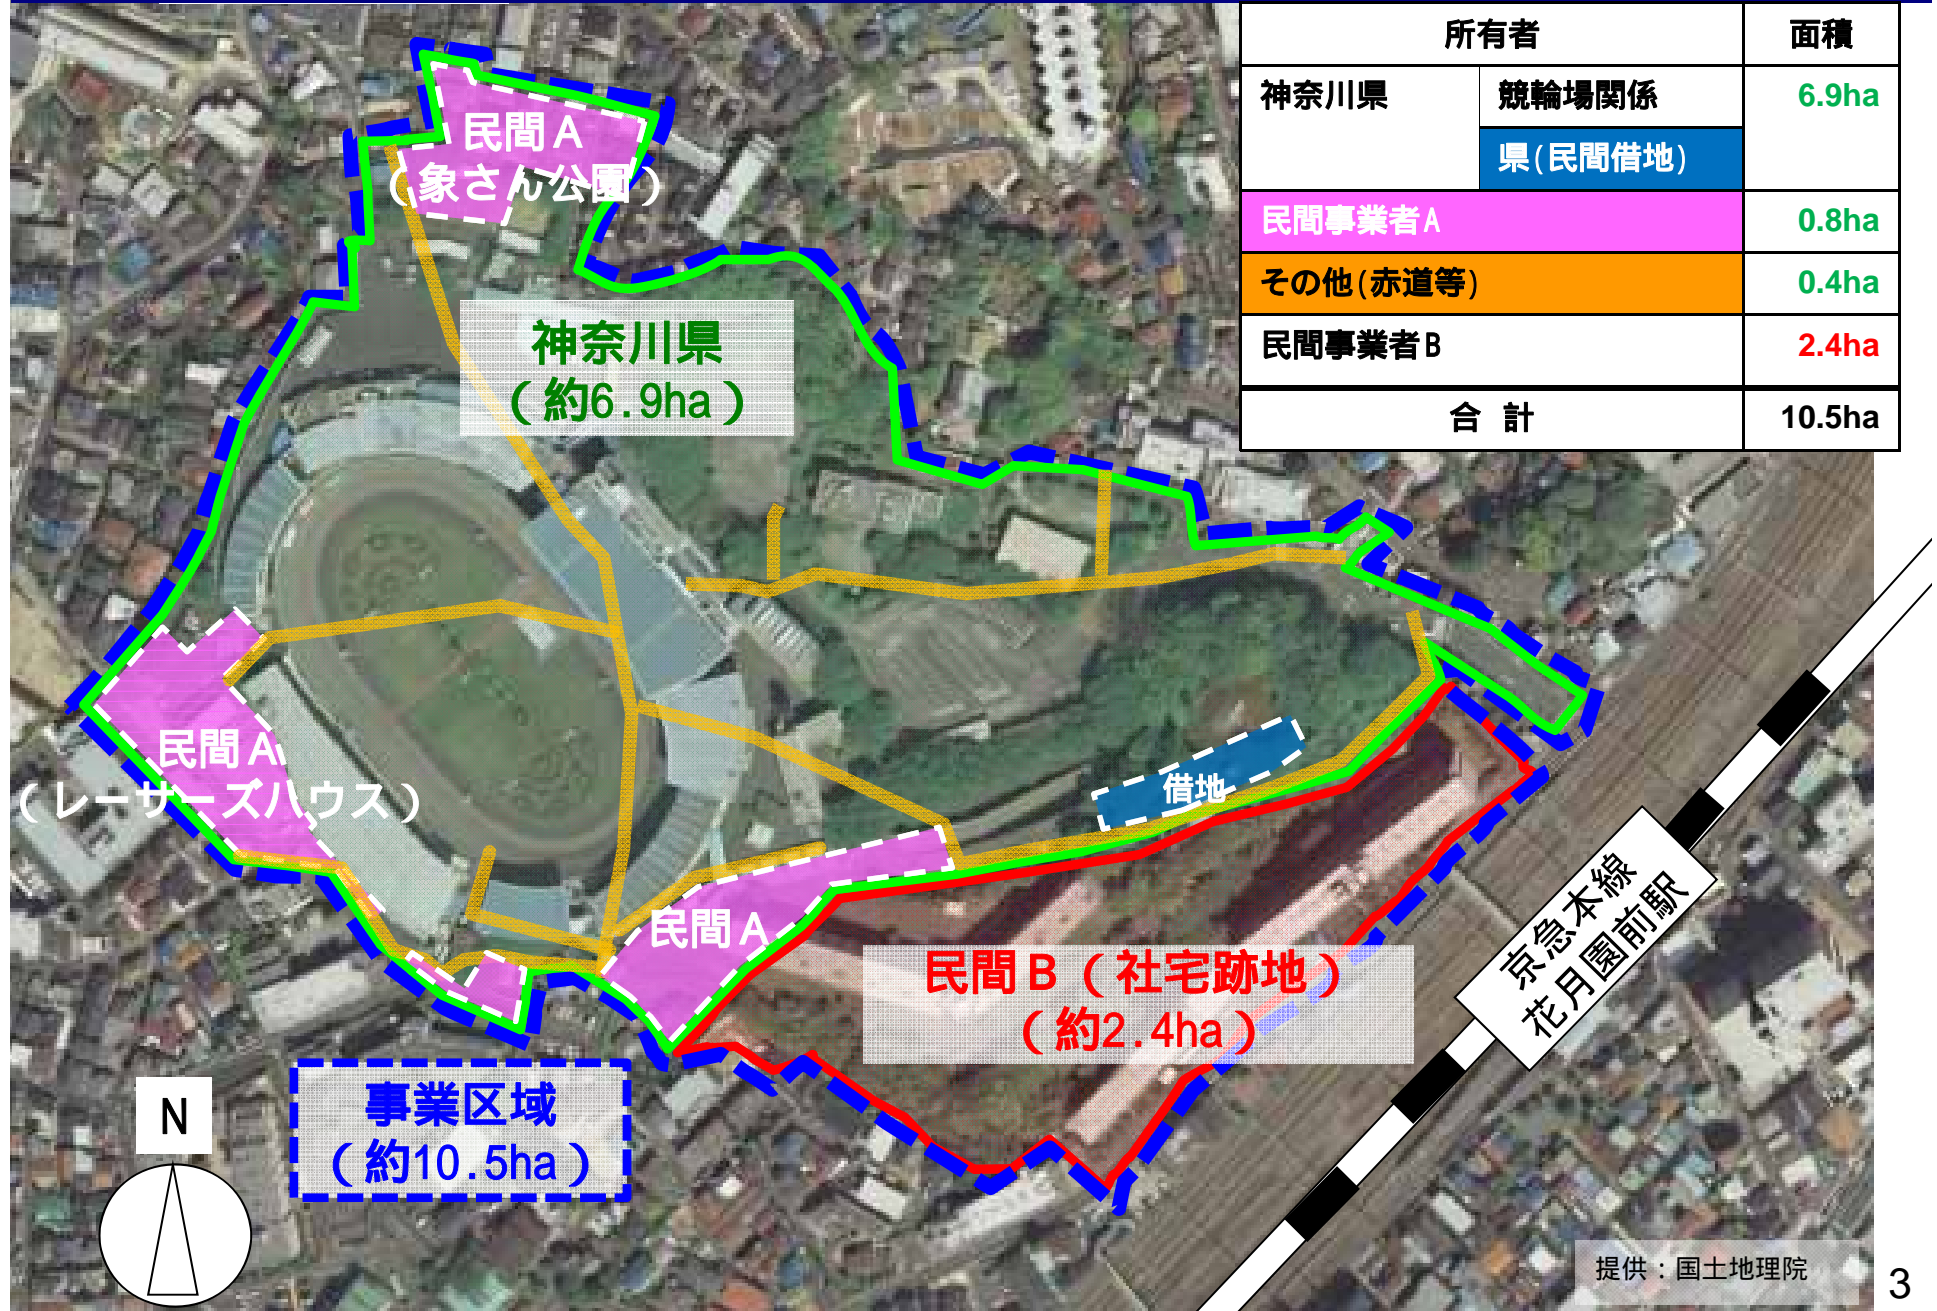 所有者 面積
神奈川県 競輪場関係 6.9ha
県(民間借地)
民間事業者A 0.8ha
その他(赤道等) 0.4ha
民間事業者B 2.4ha
合 計 10.5ha
民間A
(象さん公園)
神奈川県
(約6.9ha)
民間A
(レーサーズハウス)
借地
民間A
民間B(社宅跡地)
(約2.4ha)
京急本線
花月園前駅
事業区域
(約10.5ha)
N
提供:国土地理院
3